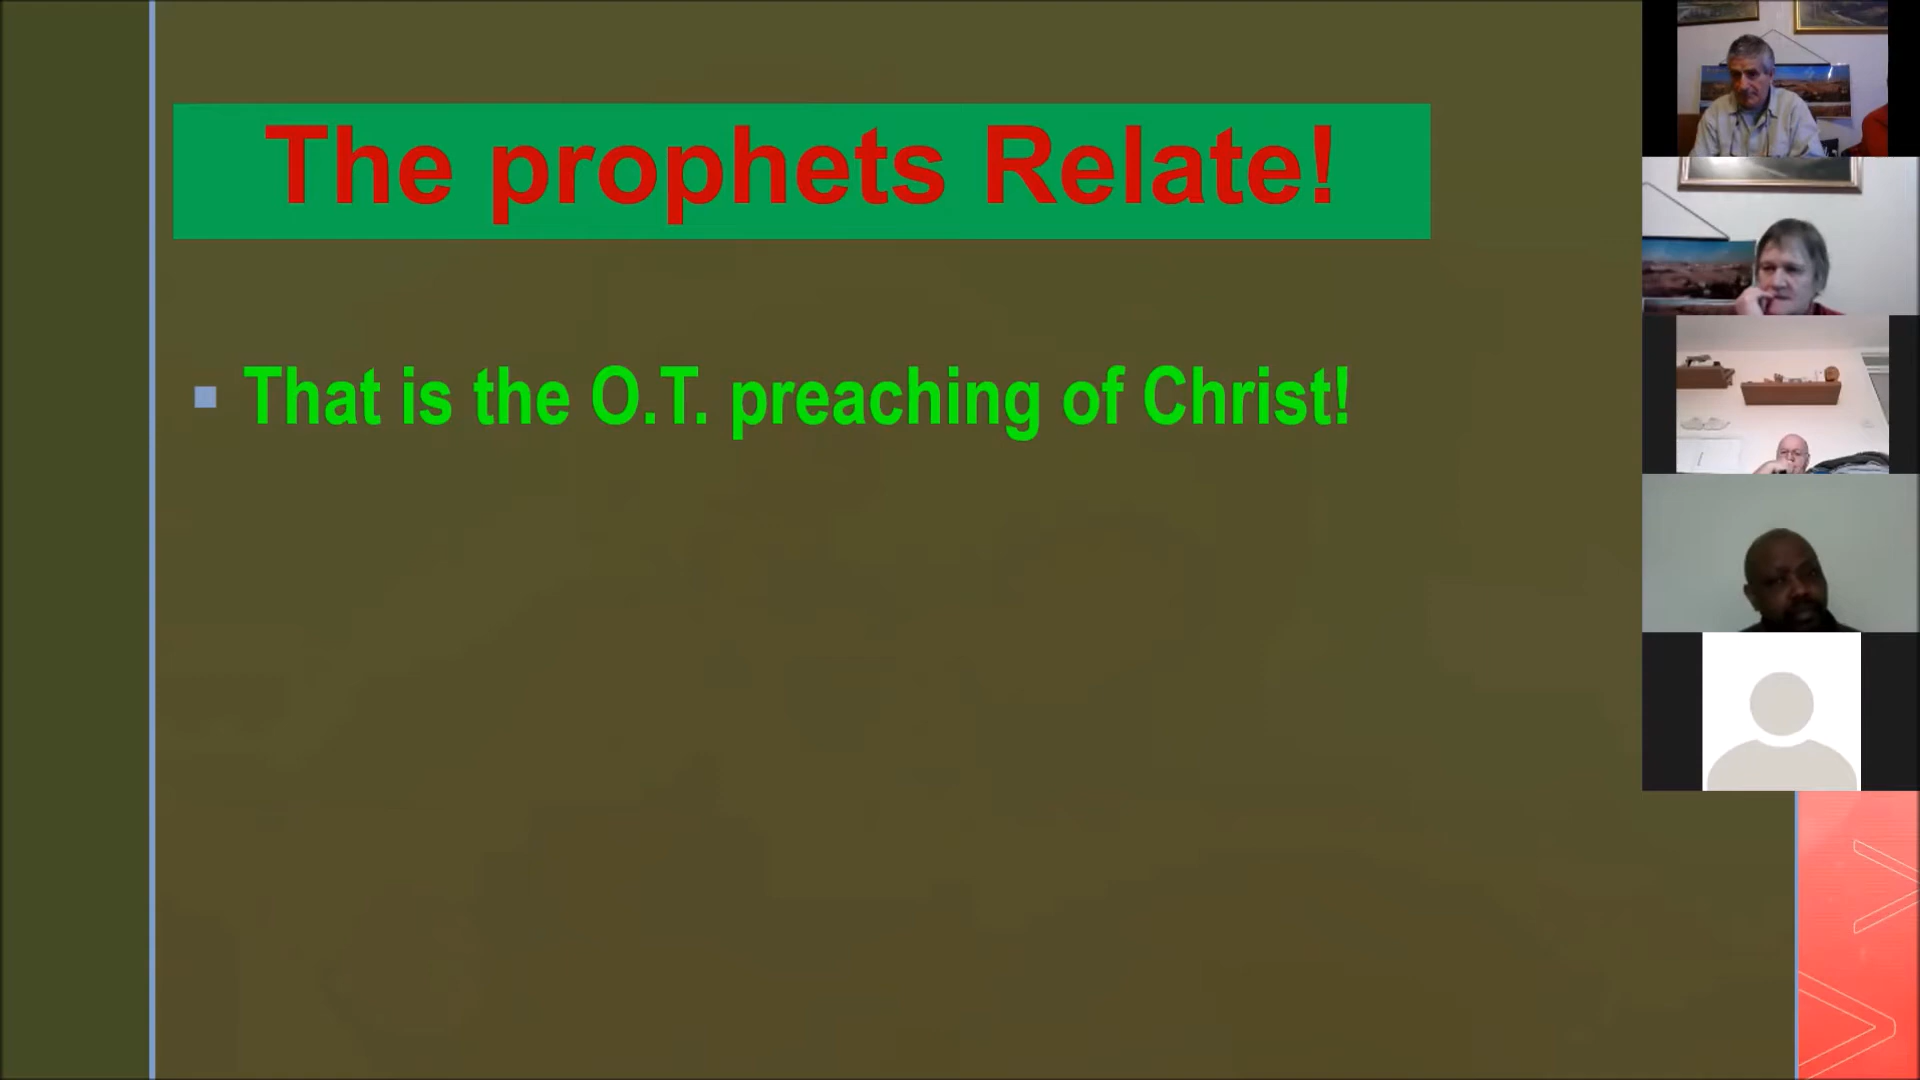 The prophets Relate!
That is the O.T. preaching of Christ!